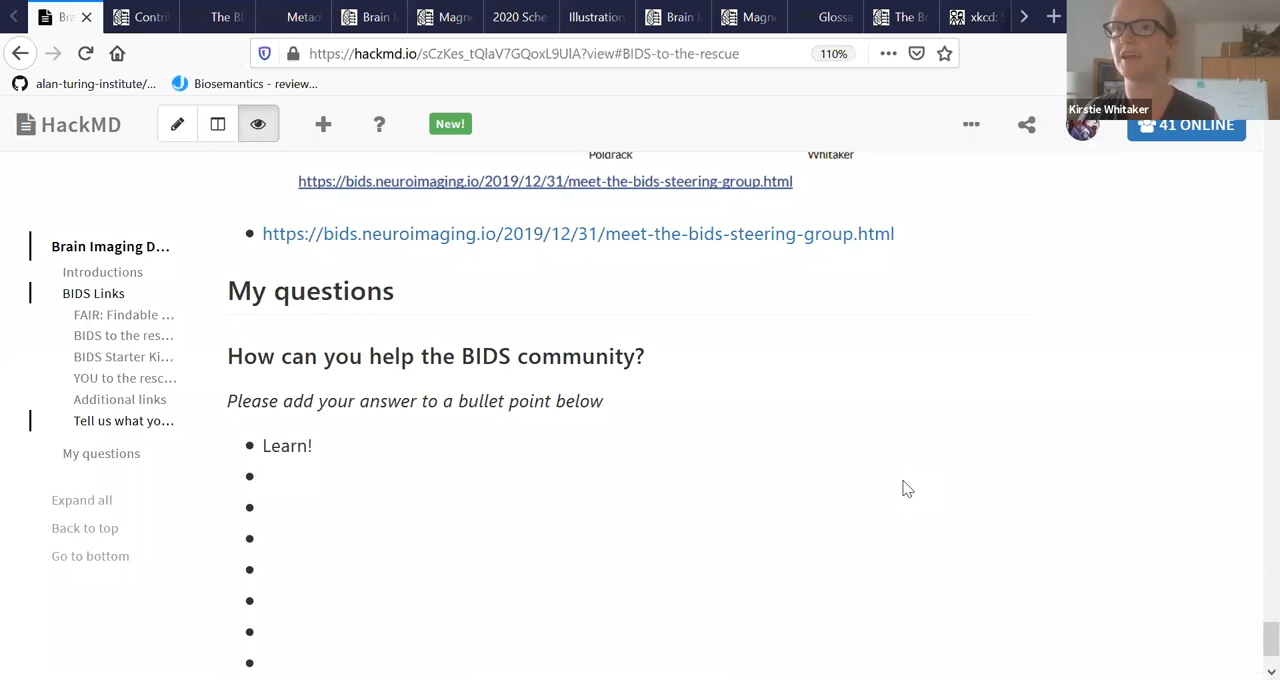 Bra
Contri
The BI
Metad
Brain I
Magne
2020 Sche
Illustration
Brain I
Magne
Glossa
The Br
xkcd: S
https://hackmd.io/sCzKes_tQlaV7GQoxL9UlA?view#BIDS-to-the-rescue
110%
alan-turing-institute/...
Biosemantics - review...
Kirstie Whitaker
HackMD
New!
41 ONLINE
Poldrack
Whitaker
https://bids.neuroimaging.io/2019/12/31/meet-the-bids-steering-group.html
https://bids.neuroimaging.io/2019/12/31/meet-the-bids-steering-group.html
Brain Imaging D...
Introductions
BIDS Links
FAIR: Findable ...
BIDS to the res...
BIDS Starter Ki...
YOU to the resc...
Additional links
Tell us what yo...
My questions
Expand all
Back to top
Go to bottom
My questions
How can you help the BIDS community?
Please add your answer to a bullet point below
Learn!